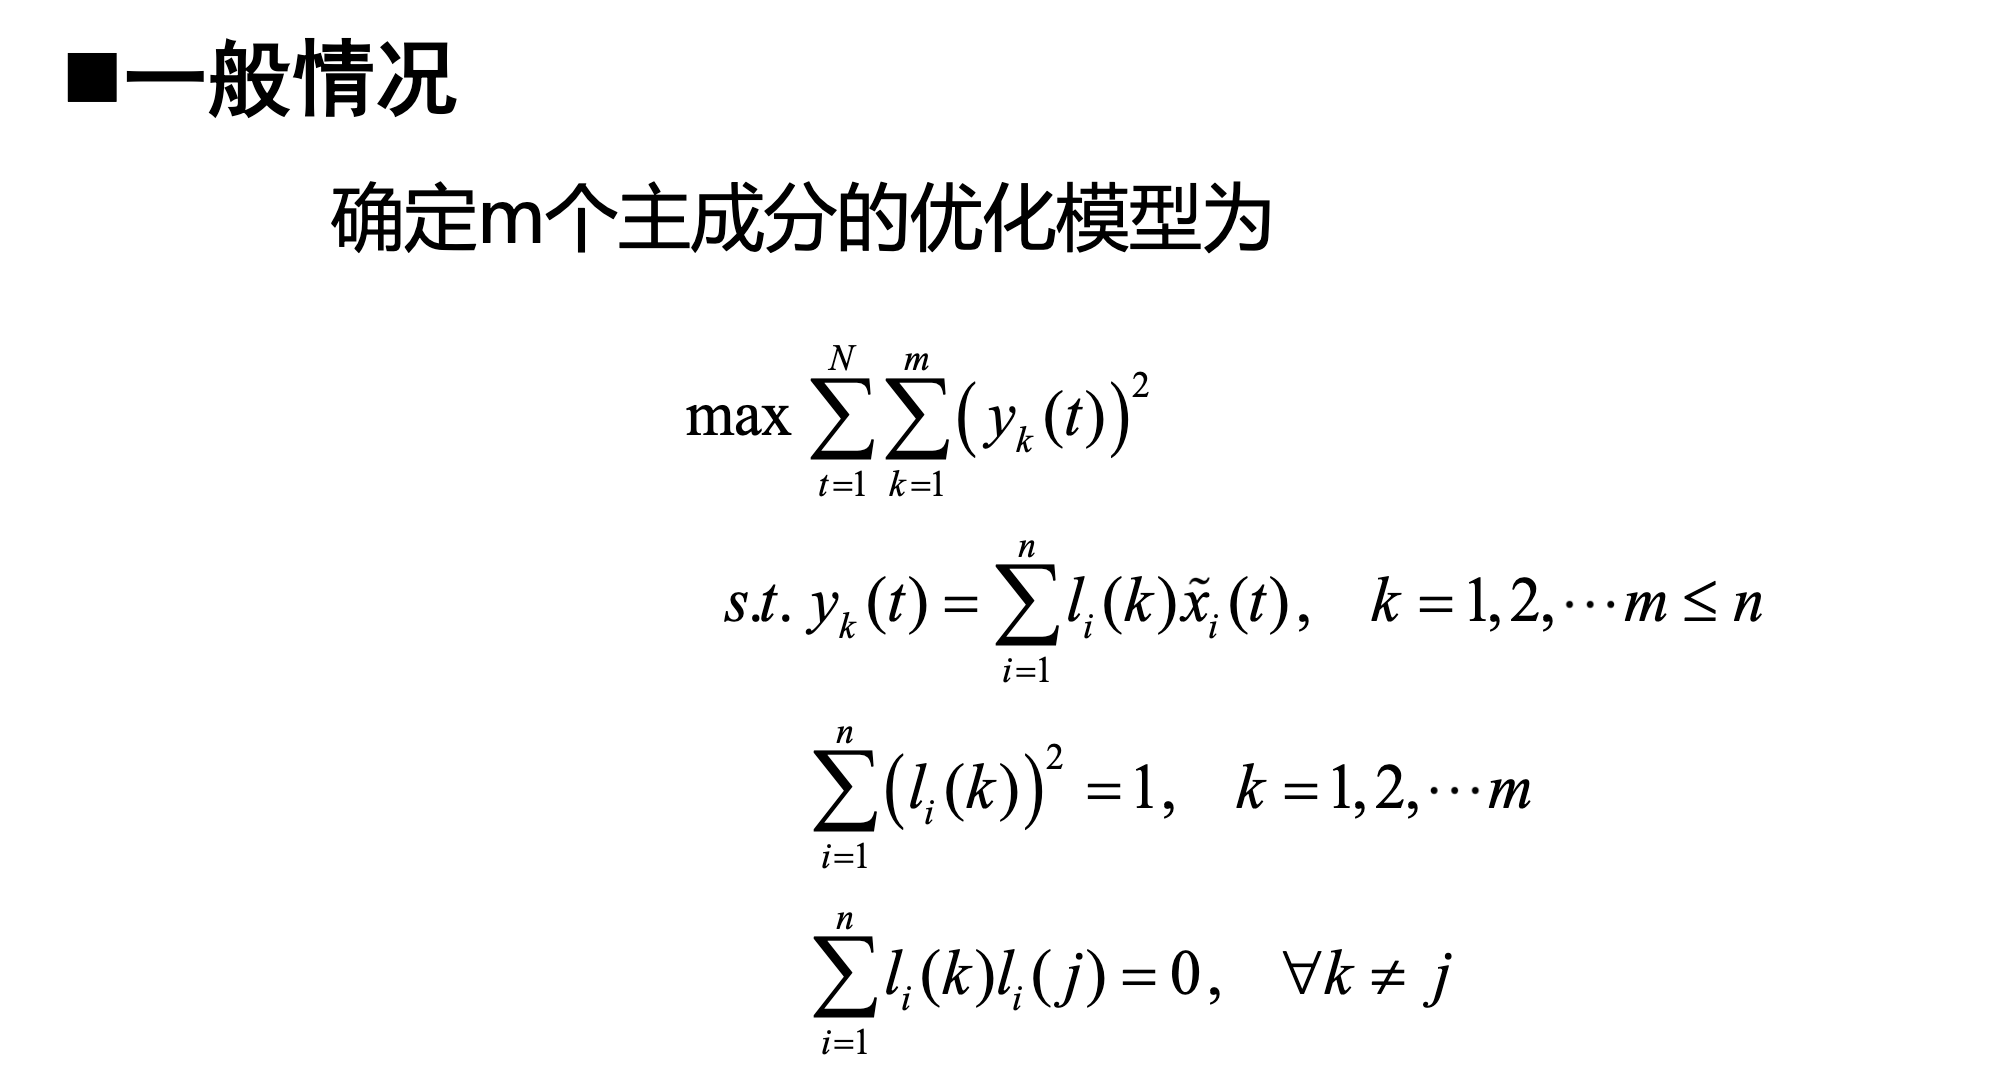 ■一般情况
确定m个主成分的优化模型为
$\max \sum_{t=1}^{N} \sum_{k=1}^{m} \left( y_k(t) \right)^2$
$s.t.\ y_k(t) = \sum_{i=1}^{n} l_i(k) \tilde{x}_i(t), \quad k = 1, 2, \cdots m \leq n$
$\sum_{i=1}^{n} \left( l_i(k) \right)^2 = 1, \quad k = 1, 2, \cdots m$
$\sum_{i=1}^{n} l_i(k) l_i(j) = 0, \quad \forall k \neq j$